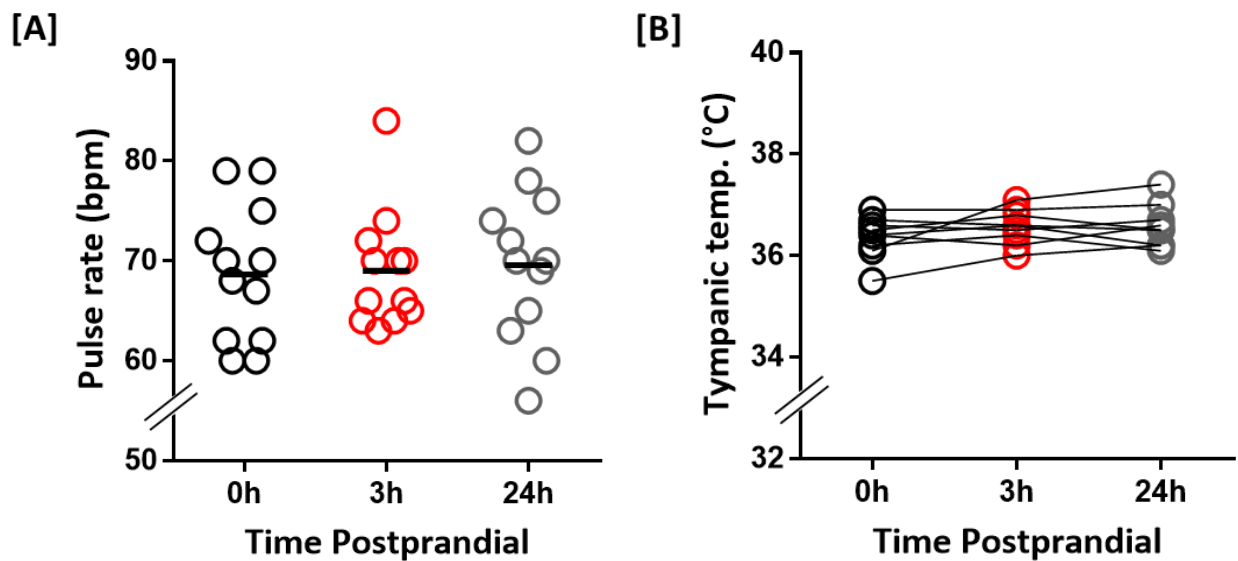 [A]
Pulse rate (bpm)
90
80
70
60
50
0h
3h
24h
Time Postprandial
[B]
Tympanic temp. (°C)
40
38
36
34
32
0h
3h
24h
Time Postprandial